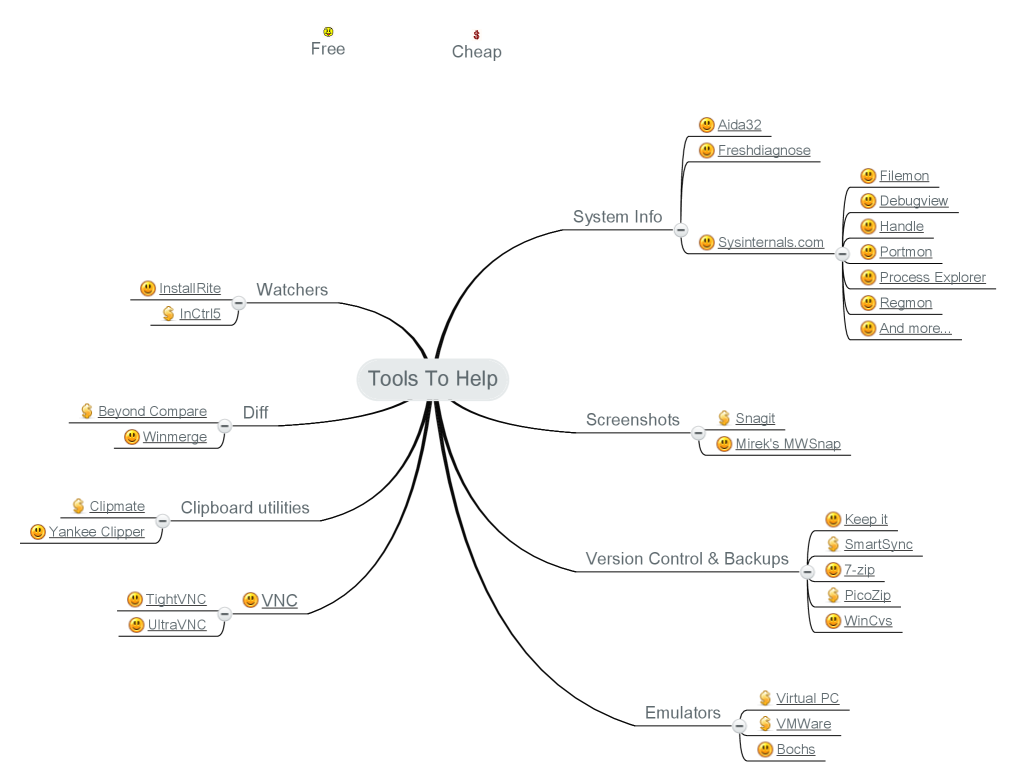 Free
Cheap
Tools To Help
System Info
Aida32
Freshdiagnose
Sysinternals.com
Filemon
Debugview
Handle
Portmon
Process Explorer
Regmon
And more...
Screenshots
Snagit
Mirek's MWSnap
Version Control & Backups
Keep it
SmartSync
7-zip
PicoZip
WinCvs
Emulators
Virtual PC
VMWare
Bochs
Watchers
InstallRite
InCtrl5
Diff
Beyond Compare
Winmerge
Clipboard utilities
Clipmate
Yankee Clipper
VNC
TightVNC
UltraVNC